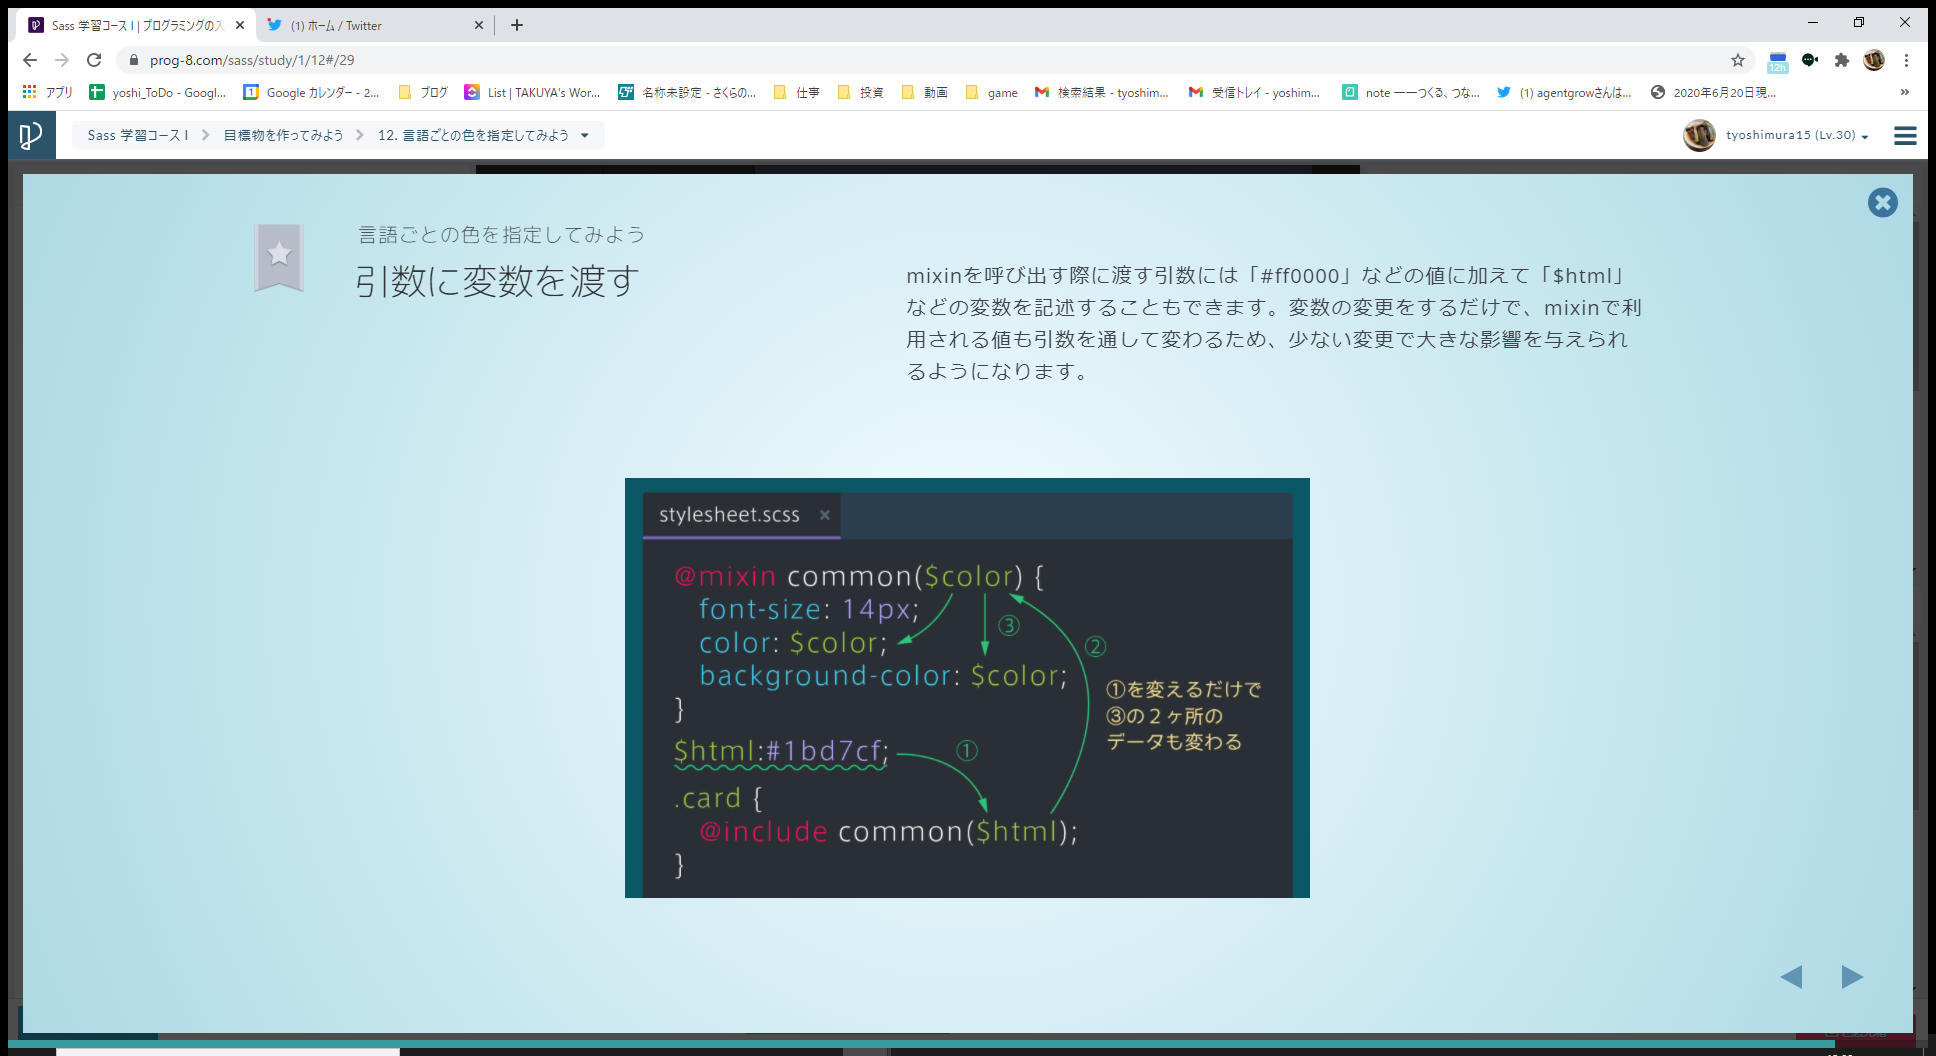 Sass 学習コース I | プログラミングの入
(1) ホーム / Twitter
prog-8.com/sass/study/1/12#/29
12h
アプリ
yoshi_ToDo - Googl...
Google カレンダー - 2...
ブログ
List | TAKUYA's Wor...
名称未設定 - さくらの...
仕事
投資
動画
game
検索結果 - tyoshim...
受信トレイ - yoshim...
note ーーつくる、つな...
(1) agentgrowさんは...
2020年6月20日現...
»
Sass 学習コース I
目標物を作ってみよう
12. 言語ごとの色を指定してみよう
tyoshimura15 (Lv.30)
言語ごとの色を指定してみよう
引数に変数を渡す
mixinを呼び出す際に渡す引数には「#ff0000」などの値に加えて「$html」
などの変数を記述することもできます。変数の変更をするだけで、mixinで利
用される値も引数を通して変わるため、少ない変更で大きな影響を与えられ
るようになります。
stylesheet.scss ×
@mixin common($color) {
font-size: 14px;
③
color: $color;
②
background-color: $color;
①を変えるだけで
③の２ヶ所の
データも変わる
}
$html:#1bd7cf;
①
.card {
@include common($html);
}